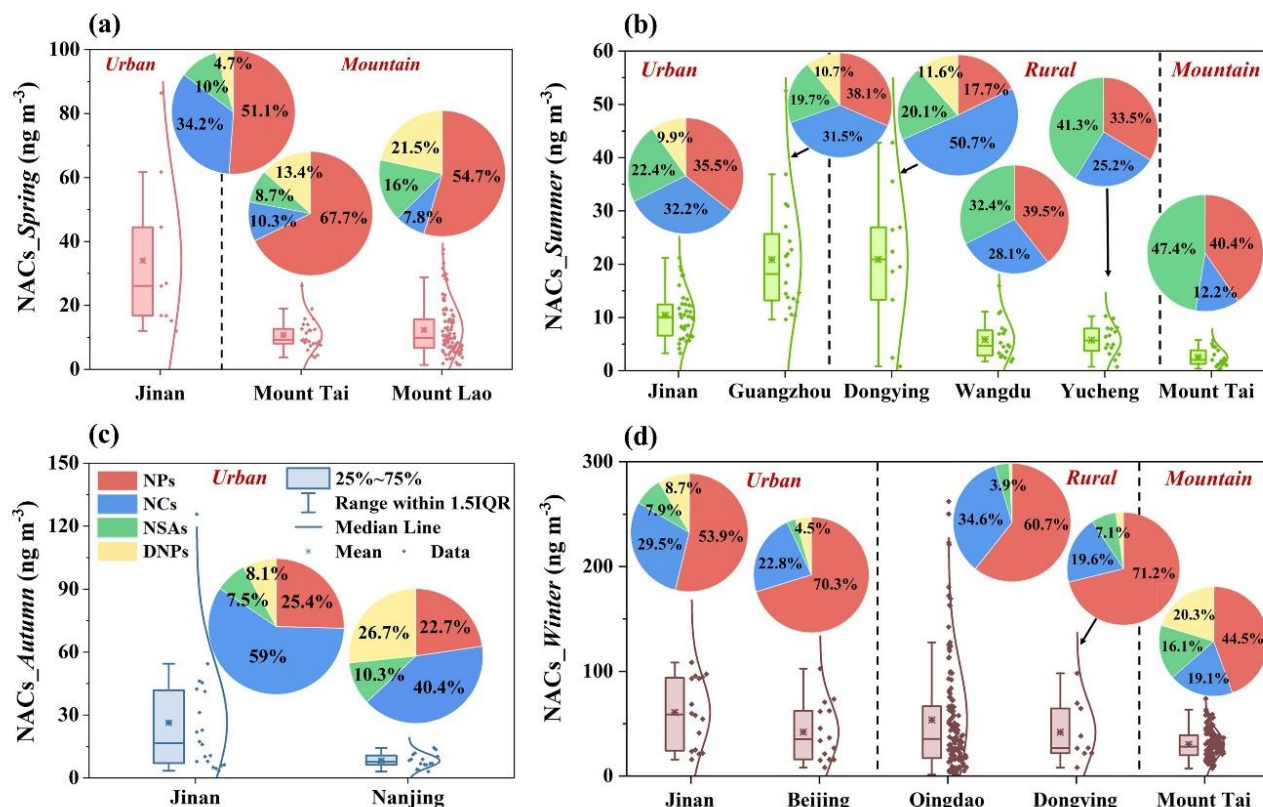 (a)
NACs_Spring (ng m⁻³)
100
80
60
40
20
0
Urban
Mountain
4.7%
10%
34.2%
51.1%
13.4%
8.7%
10.3%
67.7%
21.5%
16%
7.8%
54.7%
Jinan
Mount Tai
Mount Lao
(b)
NACs_Summer (ng m⁻³)
60
50
40
30
20
10
0
Urban
Rural
Mountain
9.9%
22.4%
35.5%
32.2%
10.7%
19.7%
38.1%
31.5%
11.6%
17.7%
20.1%
50.7%
32.4%
39.5%
28.1%
41.3%
33.5%
25.2%
47.4%
40.4%
12.2%
Jinan
Guangzhou
Dongying
Wangdu
Yucheng
Mount Tai
(c)
NACs_Autumn (ng m⁻³)
150
120
90
60
30
0
NPs
NCs
NSAs
DNPs
Urban
25%~75%
Range within 1.5IQR
Median Line
Mean
Data
8.1%
7.5%
25.4%
59%
26.7%
22.7%
10.3%
40.4%
Jinan
Nanjing
(d)
NACs_Winter (ng m⁻³)
300
200
100
0
Urban
Rural
Mountain
8.7%
7.9%
29.5%
53.9%
4.5%
22.8%
70.3%
3.9%
34.6%
60.7%
7.1%
19.6%
71.2%
20.3%
16.1%
44.5%
19.1%
Jinan
Beijing
Qingdao
Dongying
Mount Tai